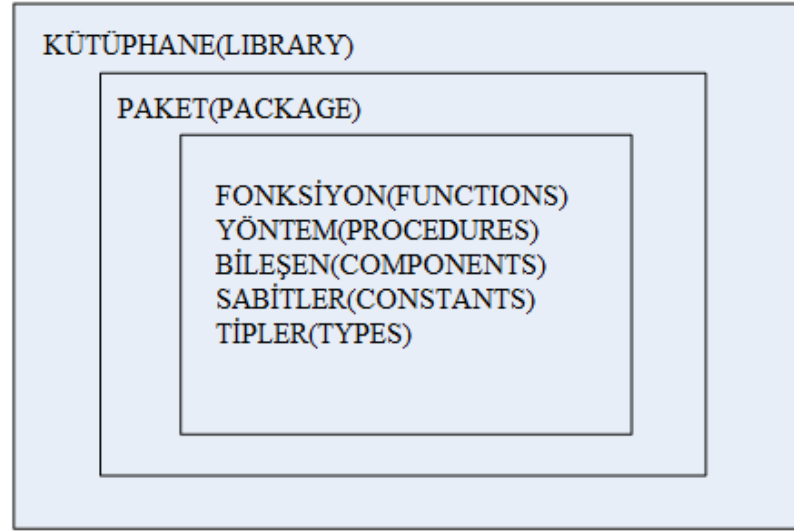 KÜTÜPHANE(LIBRARY)
PAKET(PACKAGE)
FONKSİYON(FUNCTIONS)
YÖNTEM(PROCEDURES)
BİLEŞEN(COMPONENTS)
SABİTLER(CONSTANTS)
TİPLER(TYPES)